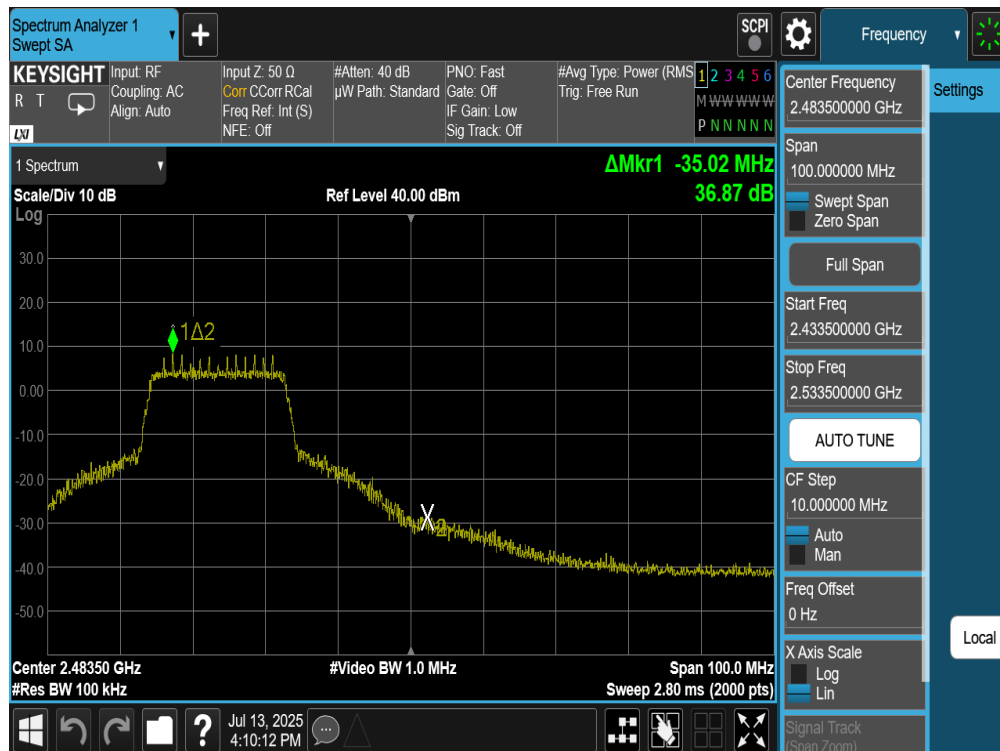 Spectrum Analyzer 1
Swept SA
+
SCPI
Frequency
KEYSIGHT
R T
LXI
Input: RF
Coupling: AC
Align: Auto
Input Z: 50 Ω
Corr CCorr RCal
Freq Ref: Int (S)
NFE: Off
#Atten: 40 dB
µW Path: Standard
PNO: Fast
Gate: Off
IF Gain: Low
Sig Track: Off
#Avg Type: Power (RMS
Trig: Free Run
1 2 3 4 5 6
M W W W W W
P N N N N N
1 Spectrum
ΔMkr1 -35.02 MHz
36.87 dB
Scale/Div 10 dB
Ref Level 40.00 dBm
Log
30.0
20.0
10.0
0.00
-10.0
-20.0
-30.0
-40.0
-50.0
1Δ2
X2
Center 2.48350 GHz
#Video BW 1.0 MHz
Span 100.0 MHz
#Res BW 100 kHz
Sweep 2.80 ms (2000 pts)
?
Jul 13, 2025
4:10:12 PM
Center Frequency
2.483500000 GHz
Settings
Span
100.000000 MHz
Swept Span
Zero Span
Full Span
Start Freq
2.433500000 GHz
Stop Freq
2.533500000 GHz
AUTO TUNE
CF Step
10.000000 MHz
Auto
Man
Freq Offset
0 Hz
Local
X Axis Scale
Log
Lin
Signal Track
(Span Zoom)